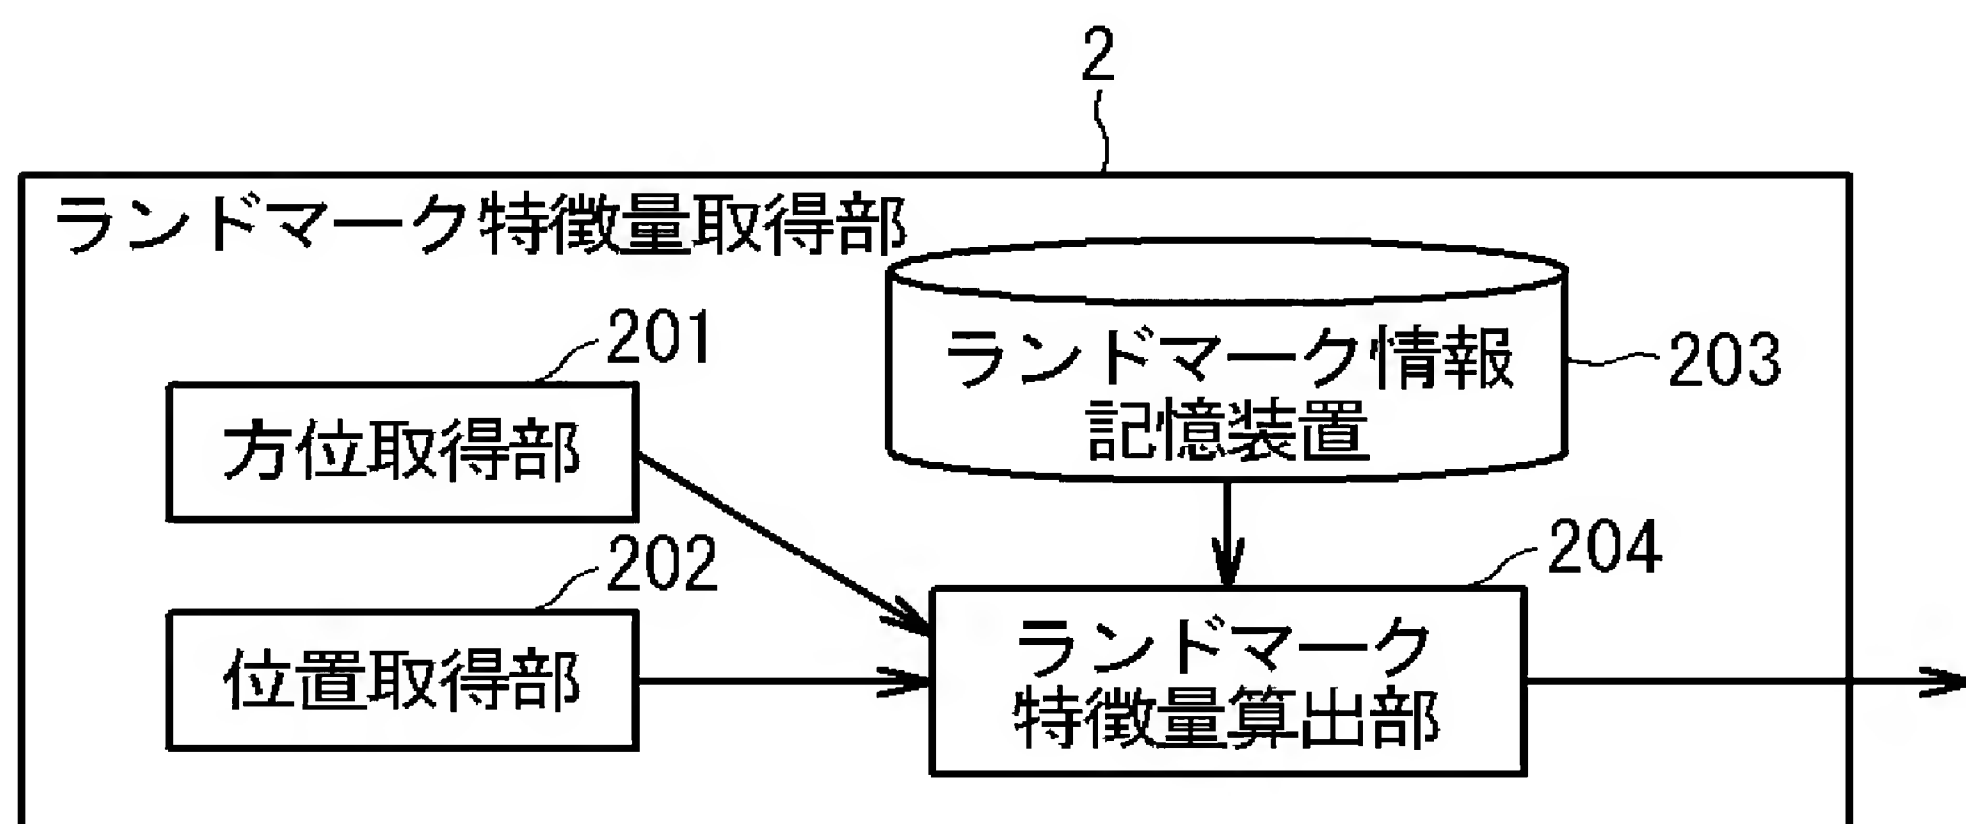 2
ランドマーク特徴量取得部
201
方位取得部
ランドマーク情報
記憶装置
203
202
位置取得部
204
ランドマーク
特徴量算出部